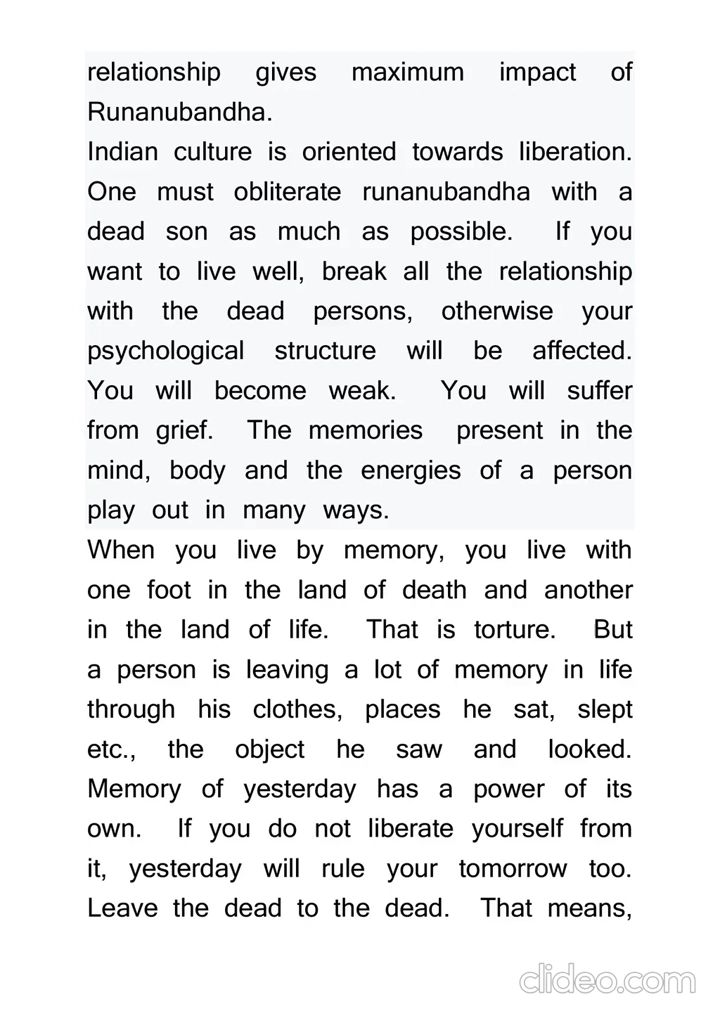 relationship gives maximum impact of
Runanubandha.
Indian culture is oriented towards liberation.
One must obliterate runanubandha with a
dead son as much as possible. If you
want to live well, break all the relationship
with the dead persons, otherwise your
psychological structure will be affected.
You will become weak. You will suffer
from grief. The memories present in the
mind, body and the energies of a person
play out in many ways.
When you live by memory, you live with
one foot in the land of death and another
in the land of life. That is torture. But
a person is leaving a lot of memory in life
through his clothes, places he sat, slept
etc., the object he saw and looked.
Memory of yesterday has a power of its
own. If you do not liberate yourself from
it, yesterday will rule your tomorrow too.
Leave the dead to the dead. That means,
clideo.com